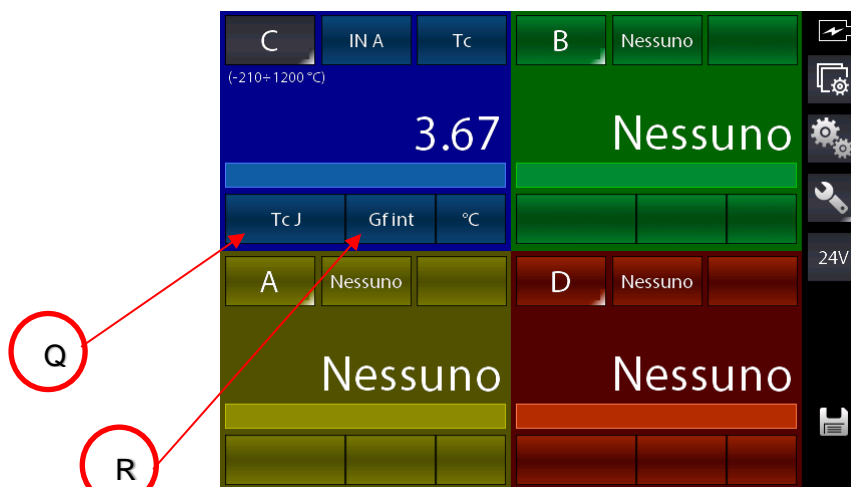 C IN A Tc
(-210÷1200 °C)
3.67
Tc J Gf int °C
B Nessuno
Nessuno
24V
A Nessuno
Nessuno
D Nessuno
Nessuno
Q
R